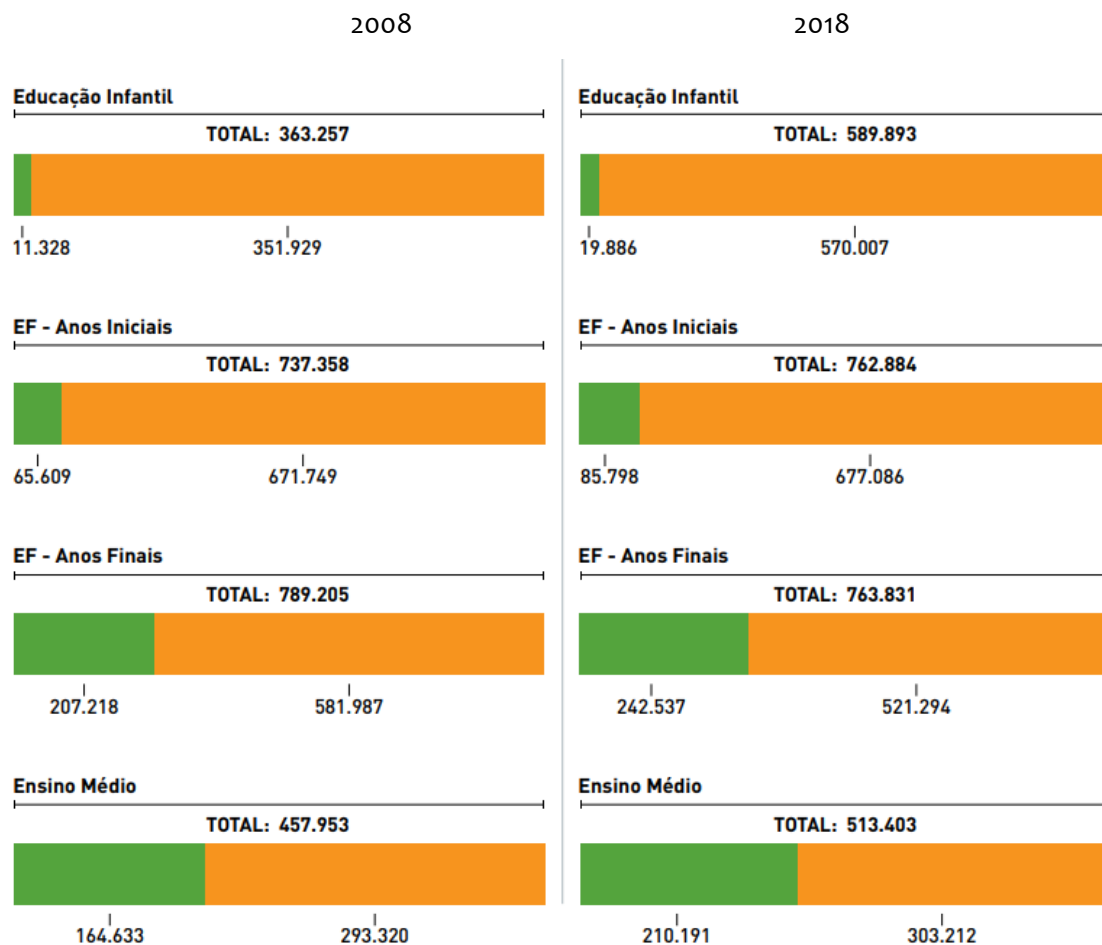 2008
2018
Educação Infantil
TOTAL: 363.257
11.328
351.929
EF - Anos Iniciais
TOTAL: 737.358
65.609
671.749
EF - Anos Finais
TOTAL: 789.205
207.218
581.987
Ensino Médio
TOTAL: 457.953
164.633
293.320
Educação Infantil
TOTAL: 589.893
19.886
570.007
EF - Anos Iniciais
TOTAL: 762.884
85.798
677.086
EF - Anos Finais
TOTAL: 763.831
242.537
521.294
Ensino Médio
TOTAL: 513.403
210.191
303.212